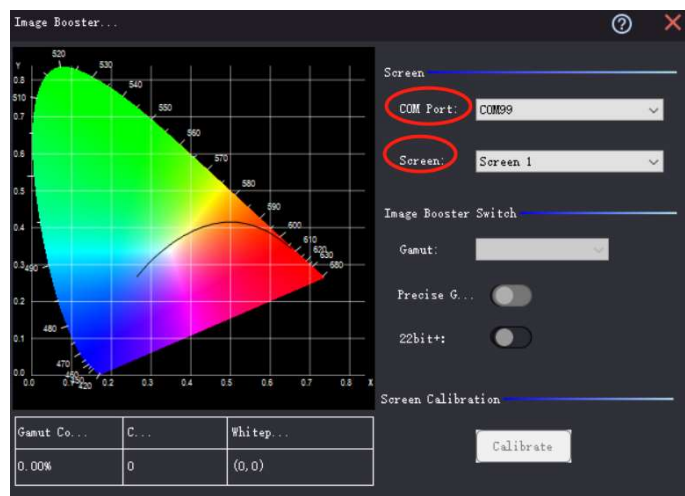 Image Booster...
?
Screen
COM Port: COM99
Screen: Screen 1
Image Booster Switch
Gamut:
Precise G...
22bit+:
Screen Calibration
Calibrate
Y
0.8
0.7
0.6
0.5
0.4
0.3
0.2
0.1
0.0
0.0 0.2 0.3 0.4 0.5 0.6 0.7 0.8 X
420
470
480
490
510
520
530
540
550
560
570
580
590
600
610
620
630
680
Gamut Co... C... Whitep...
0.00% 0 (0,0)